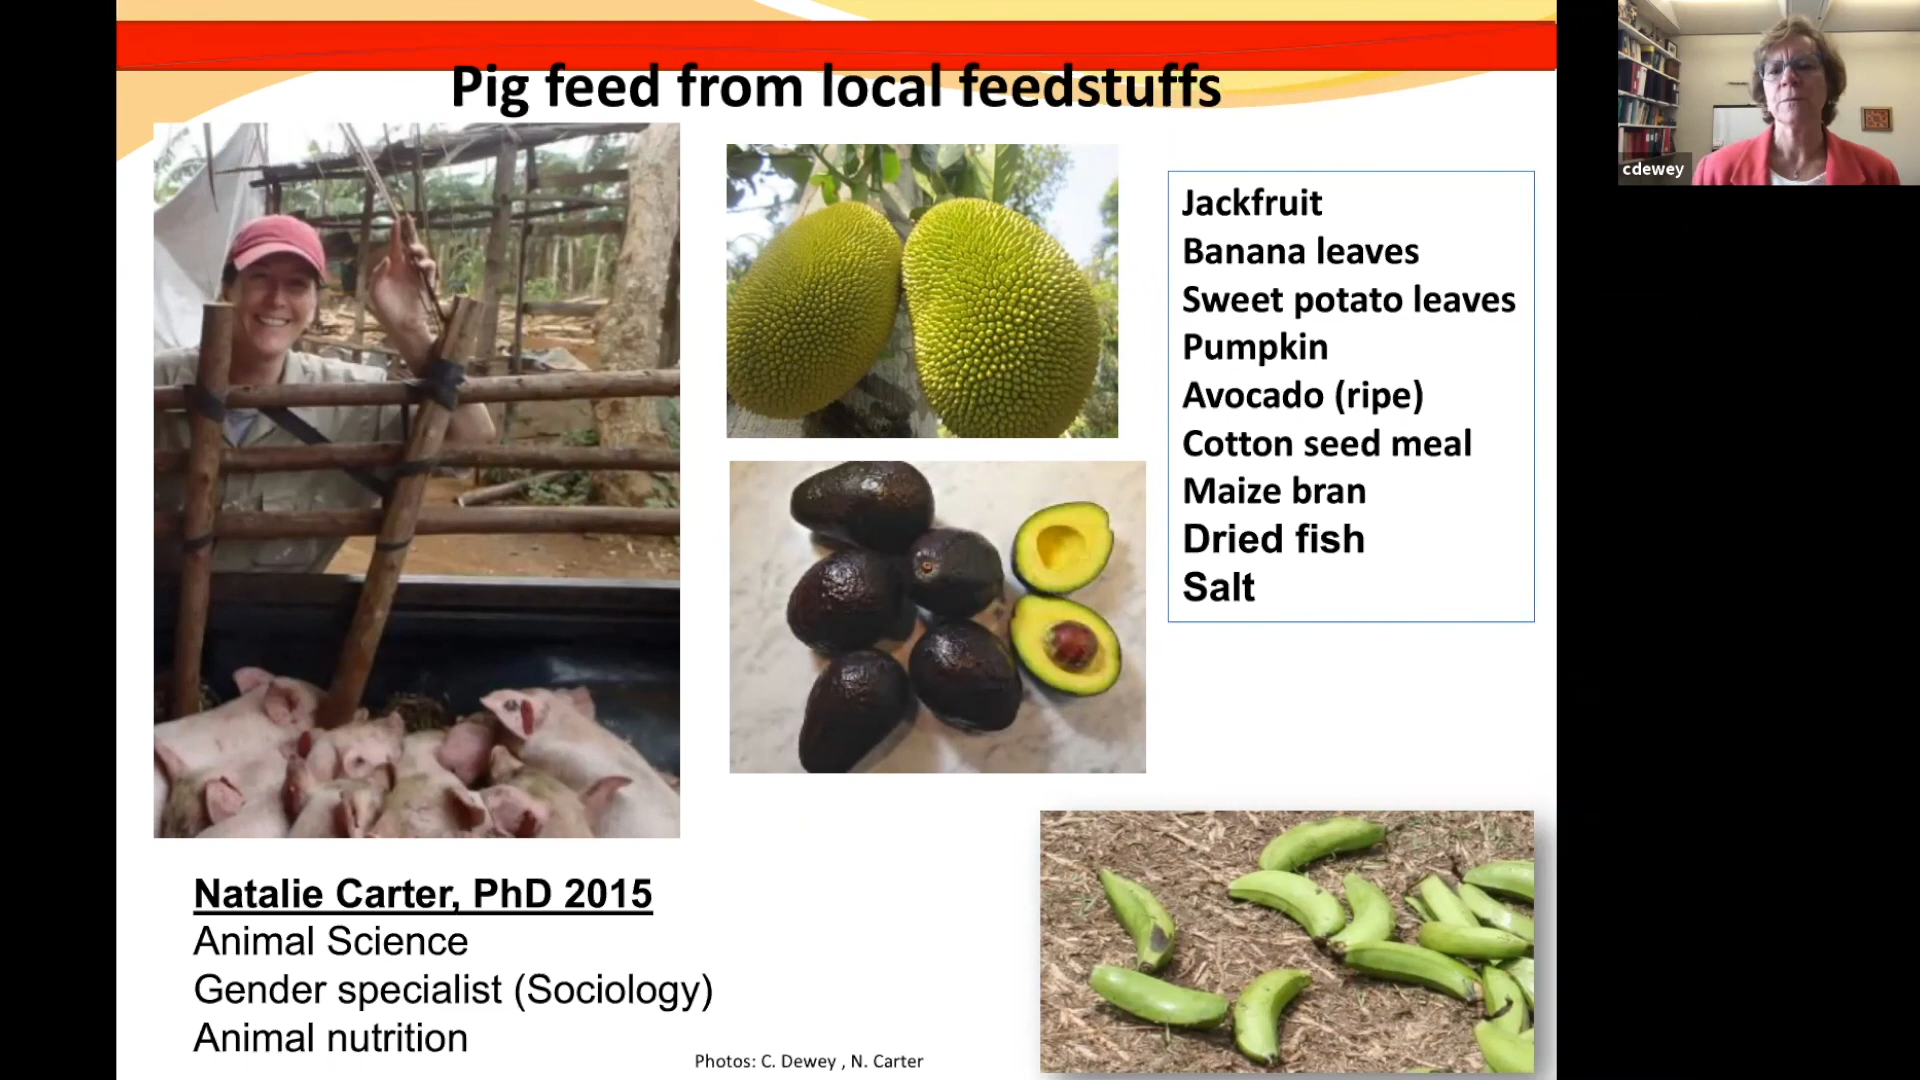 Pig feed from local feedstuffs
Jackfruit
Banana leaves
Sweet potato leaves
Pumpkin
Avocado (ripe)
Cotton seed meal
Maize bran
Dried fish
Salt
Natalie Carter, PhD 2015
Animal Science
Gender specialist (Sociology)
Animal nutrition
Photos: C. Dewey , N. Carter
cdewey